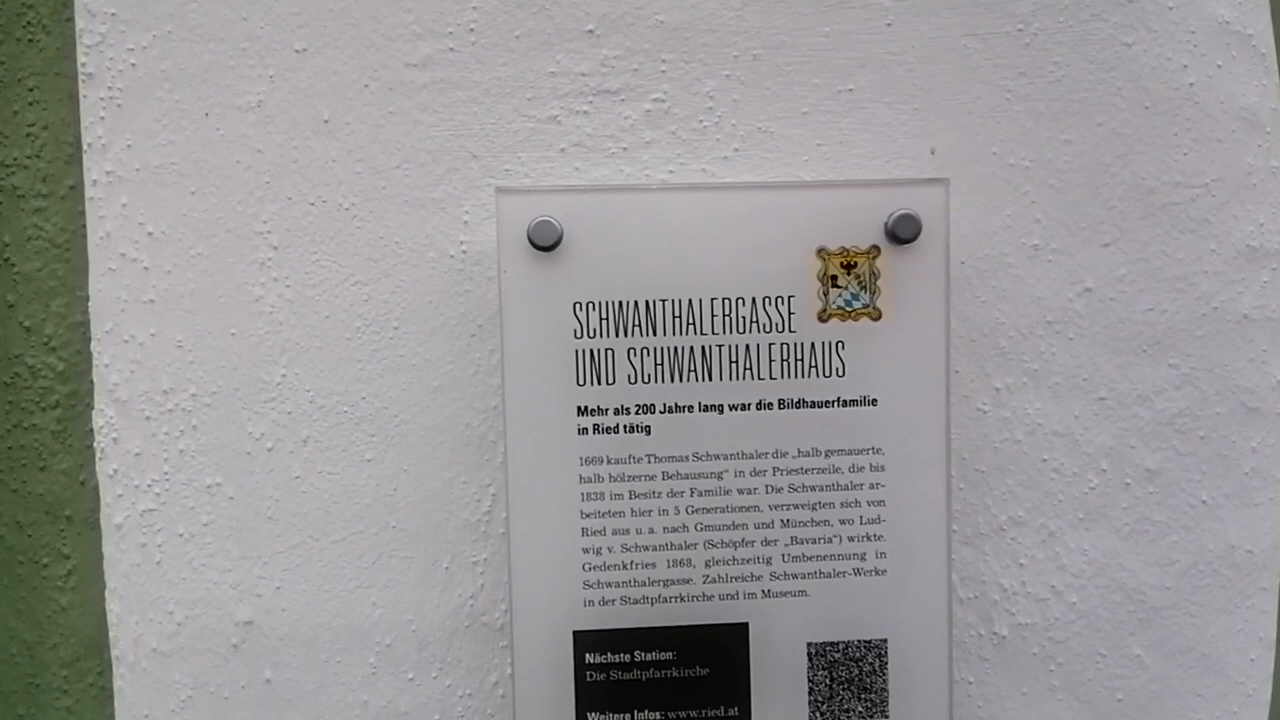 SCHWANTHALERGASSE
UND SCHWANTHALERHAUS
Mehr als 200 Jahre lang war die Bildhauerfamilie
in Ried tätig
1669 kaufte Thomas Schwanthaler die „halb gemauerte,
halb hölzerne Behausung“ in der Priesterzeile, die bis
1838 im Besitz der Familie war. Die Schwanthaler ar-
beiteten hier in 5 Generationen, verzweigten sich von
Ried aus u. a. nach Gmunden und München, wo Lud-
wig v. Schwanthaler (Schöpfer der „Bavaria“) wirkte.
Gedenkfries 1868, gleichzeitig Umbenennung in
Schwanthalergasse. Zahlreiche Schwanthaler-Werke
in der Stadtpfarrkirche und im Museum.
Nächste Station:
Die Stadtpfarrkirche
Weitere Infos: www.ried.at